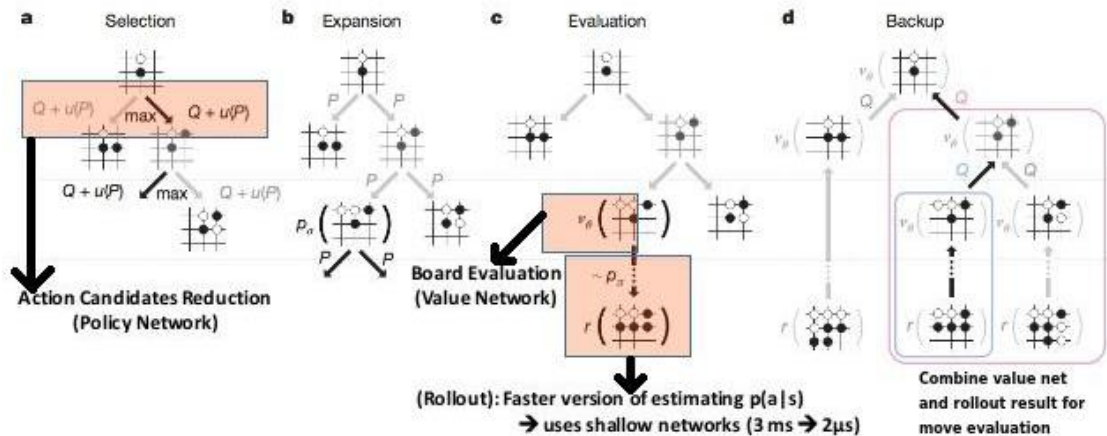 a Selection
b Expansion
c Evaluation
d Backup
Q + u(P) max Q + u(P)
Q + u(P) max Q + u(P)
Action Candidates Reduction
(Policy Network)
P P
P P
pσ ( )
P P
vθ ( )
Board Evaluation
(Value Network)
~ pπ
r ( )
(Rollout): Faster version of estimating p(a|s)
→ uses shallow networks (3 ms → 2μs)
vθ ( )
Q Q
vθ ( ) vθ ( )
Q Q
vθ ( ) vθ ( )
r ( ) r ( ) r ( )
Combine value net
and rollout result for
move evaluation